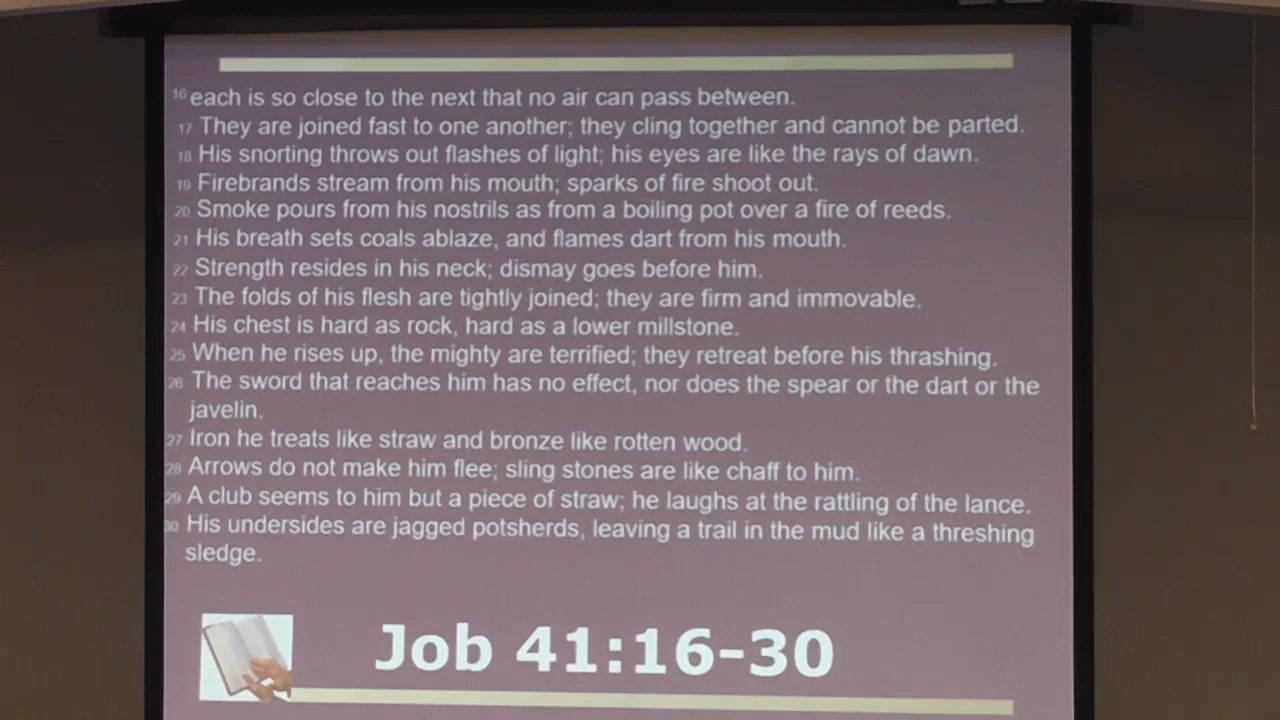 16 each is so close to the next that no air can pass between.
17 They are joined fast to one another; they cling together and cannot be parted.
18 His snorting throws out flashes of light; his eyes are like the rays of dawn.
19 Firebrands stream from his mouth; sparks of fire shoot out.
20 Smoke pours from his nostrils as from a boiling pot over a fire of reeds.
21 His breath sets coals ablaze, and flames dart from his mouth.
22 Strength resides in his neck; dismay goes before him.
23 The folds of his flesh are tightly joined; they are firm and immovable.
24 His chest is hard as rock, hard as a lower millstone.
25 When he rises up, the mighty are terrified; they retreat before his thrashing.
26 The sword that reaches him has no effect, nor does the spear or the dart or the
javelin.
27 Iron he treats like straw and bronze like rotten wood.
28 Arrows do not make him flee; sling stones are like chaff to him.
29 A club seems to him but a piece of straw; he laughs at the rattling of the lance.
30 His undersides are jagged potsherds, leaving a trail in the mud like a threshing
sledge.
Job 41:16-30